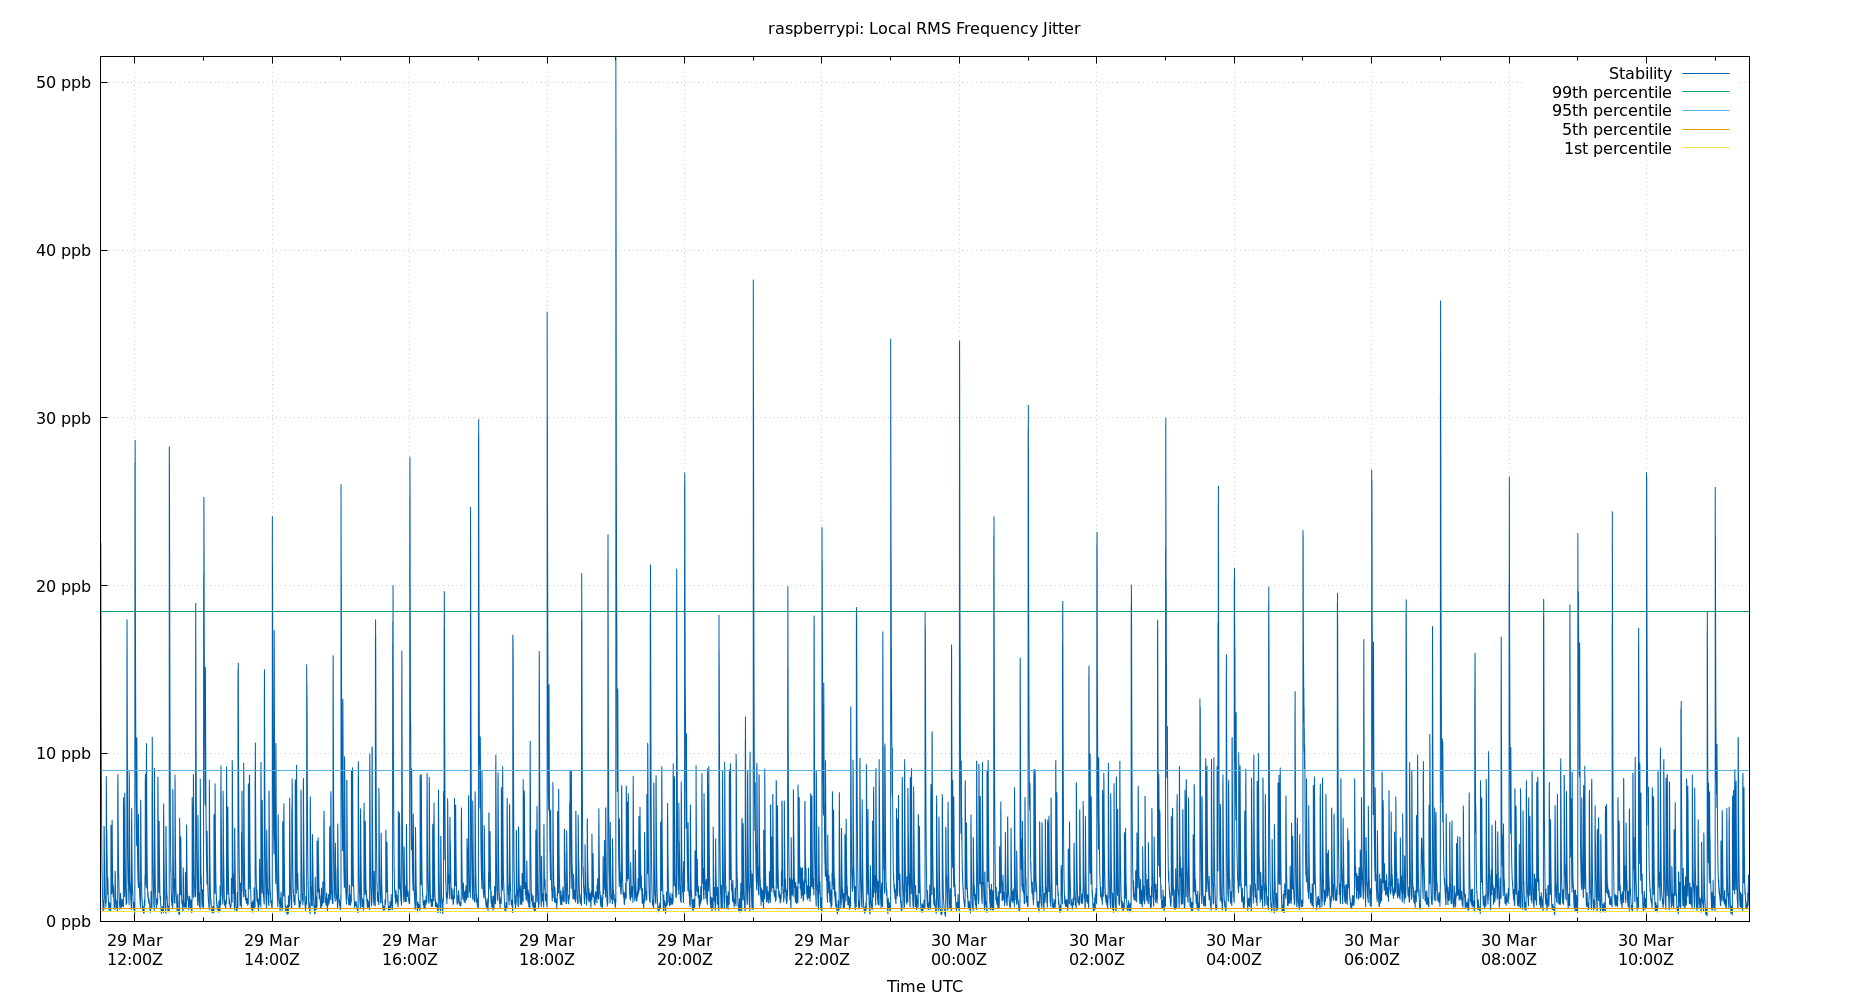 raspberrypi: Local RMS Frequency Jitter
Stability
99th percentile
95th percentile
5th percentile
1st percentile
50 ppb
40 ppb
30 ppb
20 ppb
10 ppb
0 ppb
29 Mar 29 Mar 29 Mar 29 Mar 29 Mar 29 Mar 30 Mar 30 Mar 30 Mar 30 Mar 30 Mar 30 Mar
12:00Z 14:00Z 16:00Z 18:00Z 20:00Z 22:00Z 00:00Z 02:00Z 04:00Z 06:00Z 08:00Z 10:00Z
Time UTC